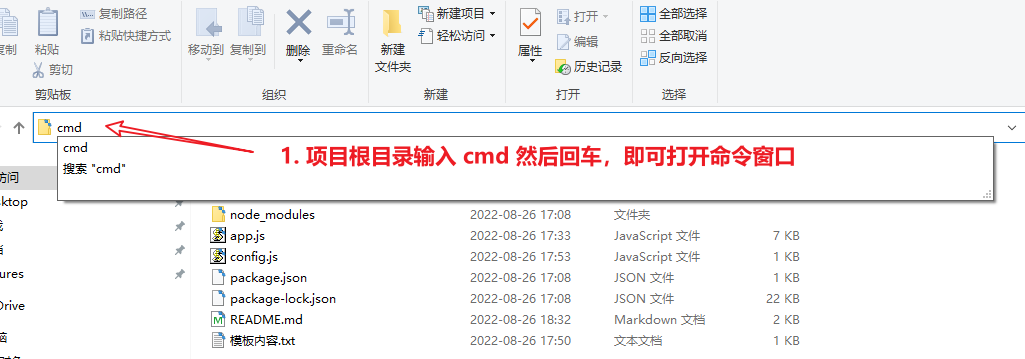 复制路径
粘贴快捷方式
粘贴
剪切
剪贴板
移动到
复制到
删除
重命名
组织
新建
文件夹
新建项目
轻松访问
新建
属性
打开
编辑
历史记录
打开
全部选择
全部取消
反向选择
选择
cmd
cmd
搜索 "cmd"
1. 项目根目录输入 cmd 然后回车，即可打开命令窗口
node_modules 2022-08-26 17:08 文件夹
app.js 2022-08-26 17:33 JavaScript 文件 7 KB
config.js 2022-08-26 17:53 JavaScript 文件 1 KB
package.json 2022-08-26 17:08 JSON 文件 1 KB
package-lock.json 2022-08-26 17:08 JSON 文件 22 KB
README.md 2022-08-26 18:32 Markdown 文档 2 KB
模板内容.txt 2022-08-26 17:50 文本文档 1 KB